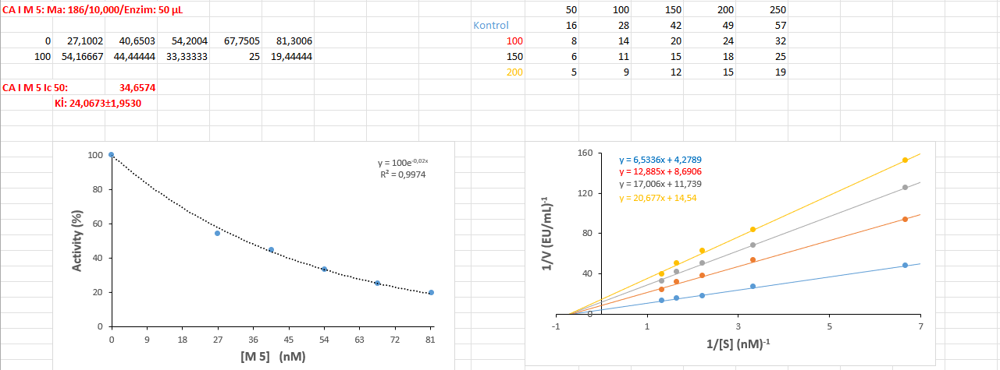 CA I M 5: Ma: 186/10,000/Enzim: 50 µL
50 100 150 200 250
Kontrol 16 28 42 49 57
0 27,1002 40,6503 54,2004 67,7505 81,3006
100 8 14 20 24 32
100 54,16667 44,44444 33,33333 25 19,44444
150 6 11 15 18 25
200 5 9 12 15 19
CA I M 5 Ic 50: 34,6574
Kİ: 24,0673±1,9530
y = 100e-0,02x
R² = 0,9974
Activity (%)
100
80
60
40
20
0
0 9 18 27 36 45 54 63 72 81
[M 5] (nM)
y = 6,5336x + 4,2789
y = 12,885x + 8,6906
y = 17,006x + 11,739
y = 20,677x + 14,54
1/V (EU/mL)-1
160
120
80
40
0
-1 1 3 5 7
1/[S] (nM)-1